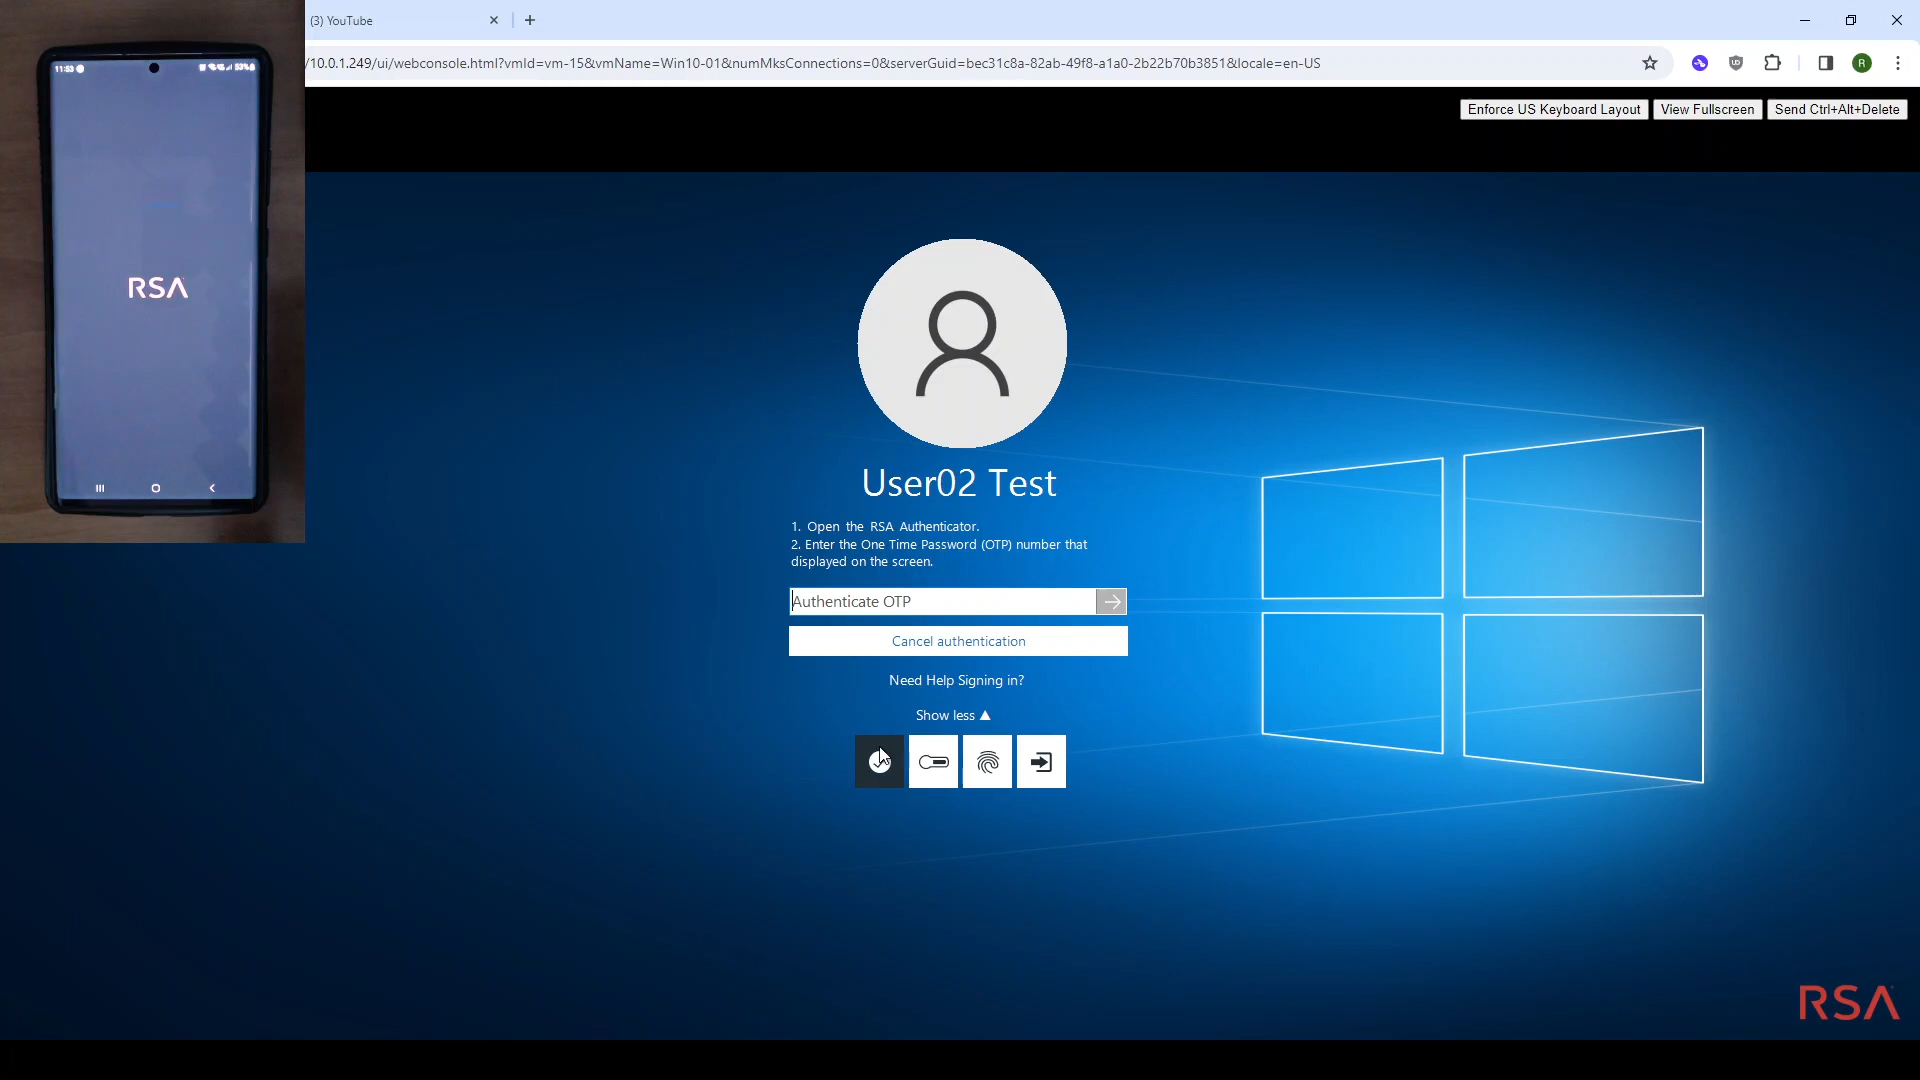 (3) YouTube
/10.0.1.249/ui/webconsole.html?vmId=vm-15&vmName=Win10-01&numMksConnections=0&serverGuid=bec31c8a-82ab-49f8-a1a0-2b22b70b3851&locale=en-US
R
Enforce US Keyboard Layout
View Fullscreen
Send Ctrl+Alt+Delete
11:53
53%
RSA
User02 Test
1. Open the RSA Authenticator.
2. Enter the One Time Password (OTP) number that
displayed on the screen.
Authenticate OTP
Cancel authentication
Need Help Signing in?
Show less ▲
RSA